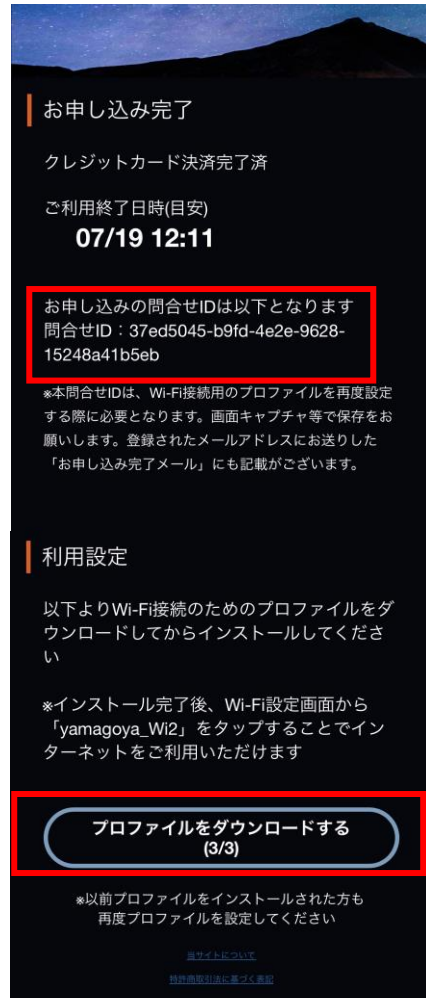 お申し込み完了
クレジットカード決済完了済
ご利用終了日時(目安)
07/19 12:11
お申し込みの問合せIDは以下となります
問合せID：37ed5045-b9fd-4e2e-9628-
15248a41b5eb
※本問合せIDは、Wi-Fi接続用のプロファイルを再度設定
する際に必要となります。画面キャプチャ等で保存をお
願いします。登録されたメールアドレスにお送りした
「お申し込み完了メール」にも記載がございます。
利用設定
以下よりWi-Fi接続のためのプロファイルをダ
ウンロードしてからインストールしてくださ
い
※インストール完了後、Wi-Fi設定画面から
「yamagoya_Wi2」をタップすることでイン
ターネットをご利用いただけます
プロファイルをダウンロードする
(3/3)
※以前プロファイルをインストールされた方も
再度プロファイルを設定してください
当サイトについて
特許商取引法に基づく表記